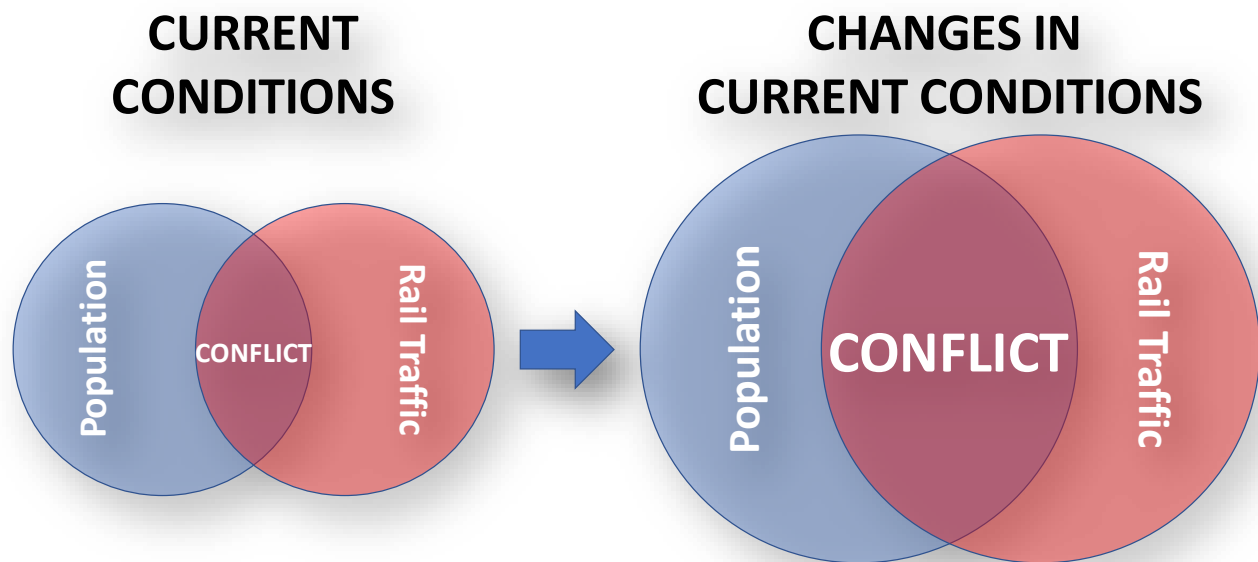 CURRENT
CONDITIONS
Population
CONFLICT
Rail Traffic
CHANGES IN
CURRENT CONDITIONS
Population
CONFLICT
Rail Traffic